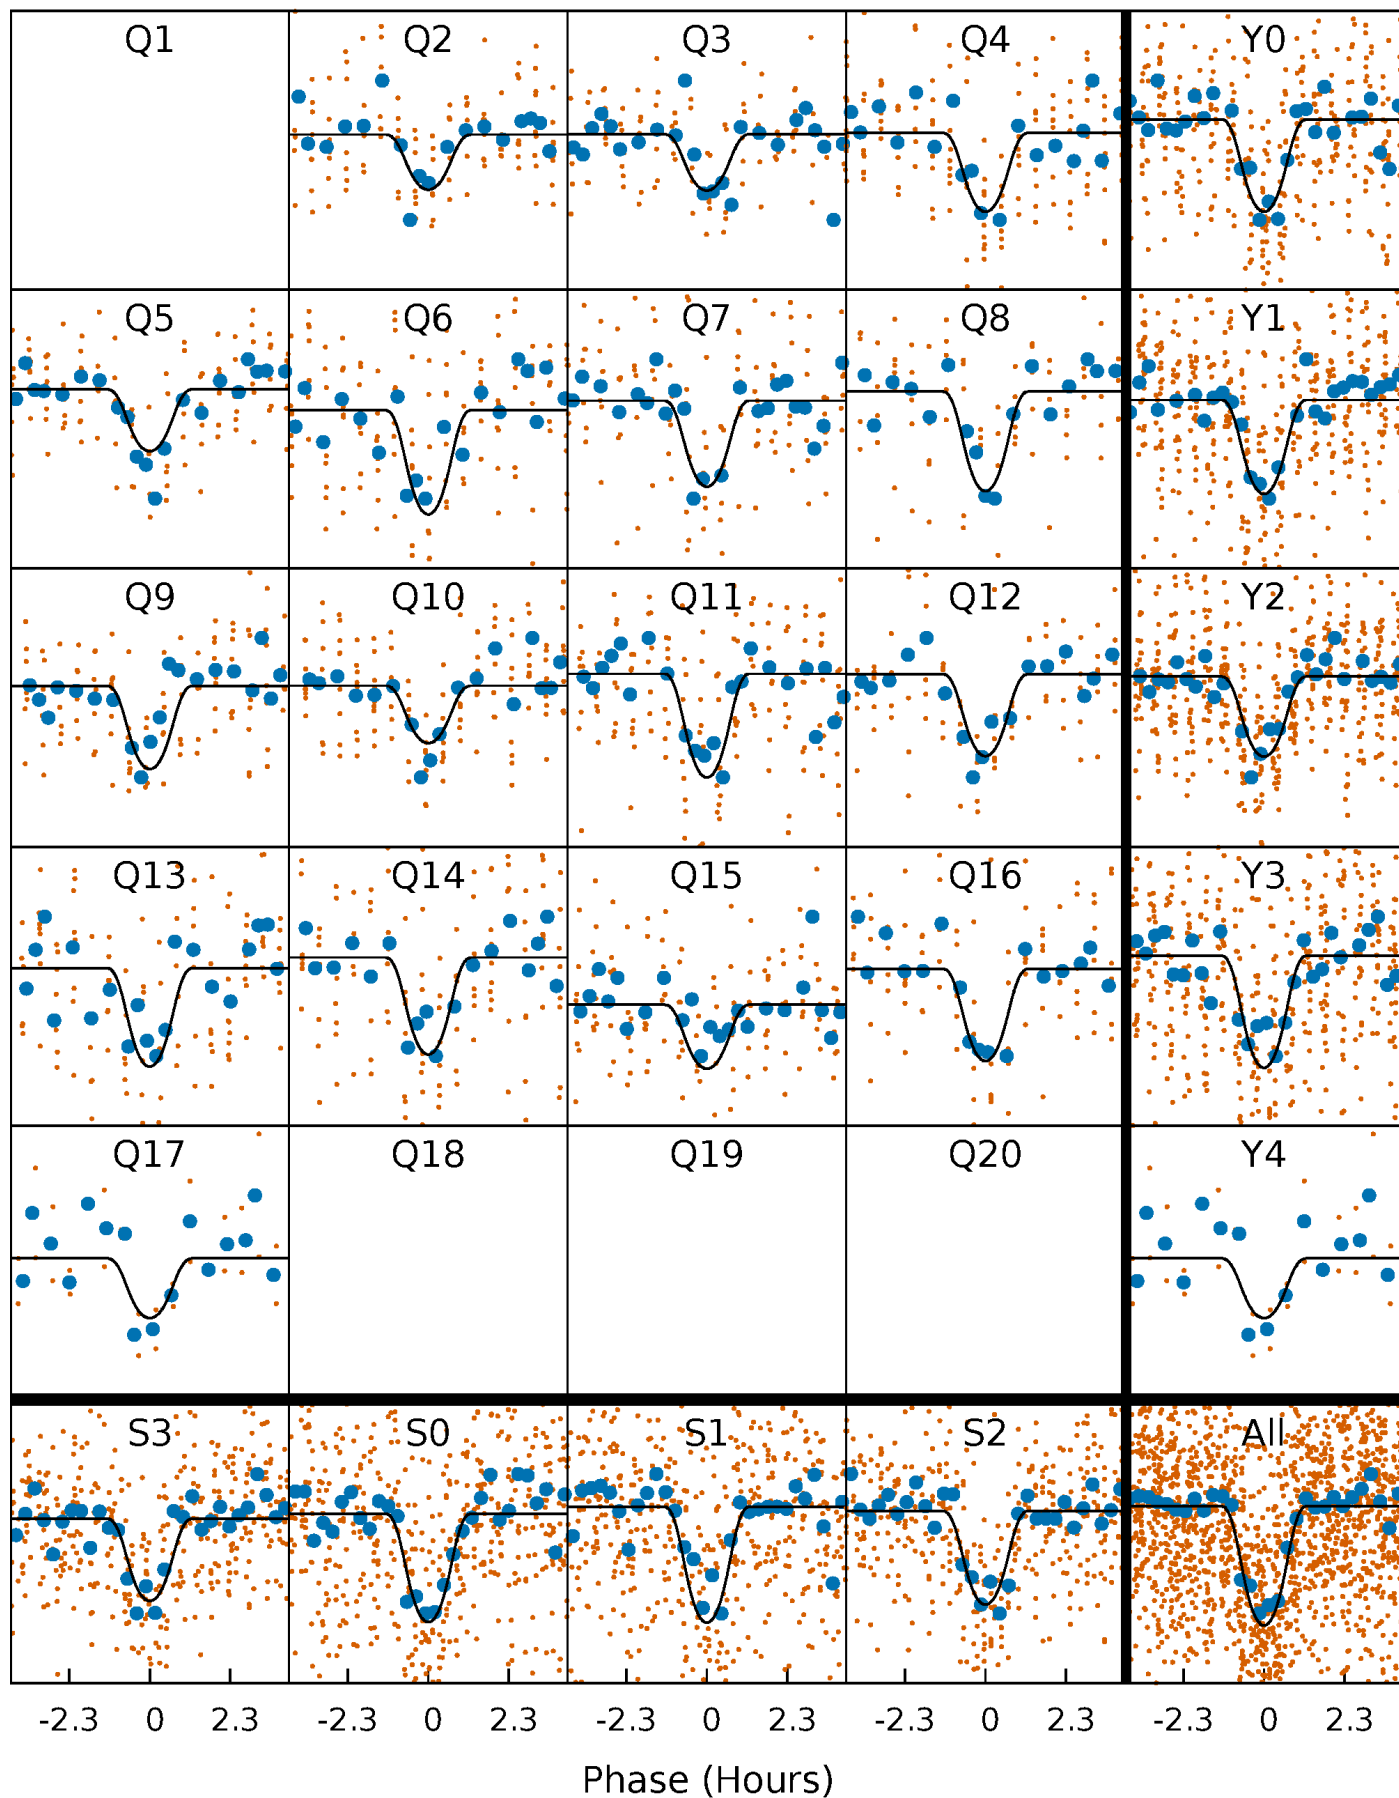 Q1 Q2 Q3 Q4 Y0
Q5 Q6 Q7 Q8 Y1
Q9 Q10 Q11 Q12 Y2
Q13 Q14 Q15 Q16 Y3
Q17 Q18 Q19 Q20 Y4
S3 S0 S1 S2 All
-2.3 0 2.3 -2.3 0 2.3 -2.3 0 2.3 -2.3 0 2.3 -2.3 0 2.3
Phase (Hours)